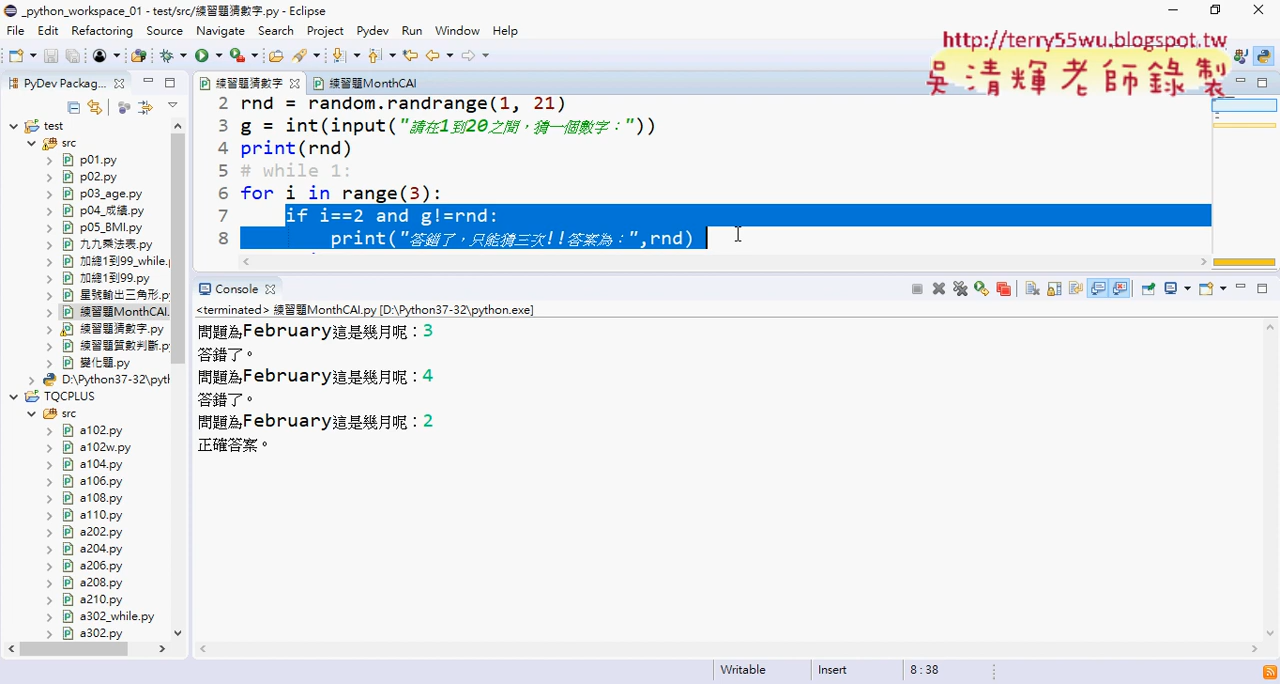 _python_workspace_01 - test/src/練習題猜數字.py - Eclipse
File Edit Refactoring Source Navigate Search Project Pydev Run Window Help
http://terry55wu.blogspot.tw
吳清輝老師錄製
PyDev Packag...
練習題猜數字
練習題MonthCAI
test
src
p01.py
p02.py
p03_age.py
p04_成績.py
p05_BMI.py
九九乘法表.py
加總1到99_while.p
加總1到99.py
星號輸出三角形.py
練習題MonthCAI.
練習題猜數字.py
練習題質數判斷.py
變化題.py
D:\Python37-32\pyth
TQCPLUS
src
a102.py
a102w.py
a104.py
a106.py
a108.py
a110.py
a202.py
a204.py
a206.py
a208.py
a210.py
a302_while.py
a302.py
2 rnd = random.randrange(1, 21)
3 g = int(input("請在1到20之間，猜一個數字："))
4 print(rnd)
5 # while 1:
6 for i in range(3):
7 if i==2 and g!=rnd:
8 print("答錯了，只能猜三次!!答案為：",rnd)
Console
<terminated> 練習題MonthCAI.py [D:\Python37-32\python.exe]
問題為February這是幾月呢：3
答錯了。
問題為February這是幾月呢：4
答錯了。
問題為February這是幾月呢：2
正確答案。
Writable Insert 8 : 38